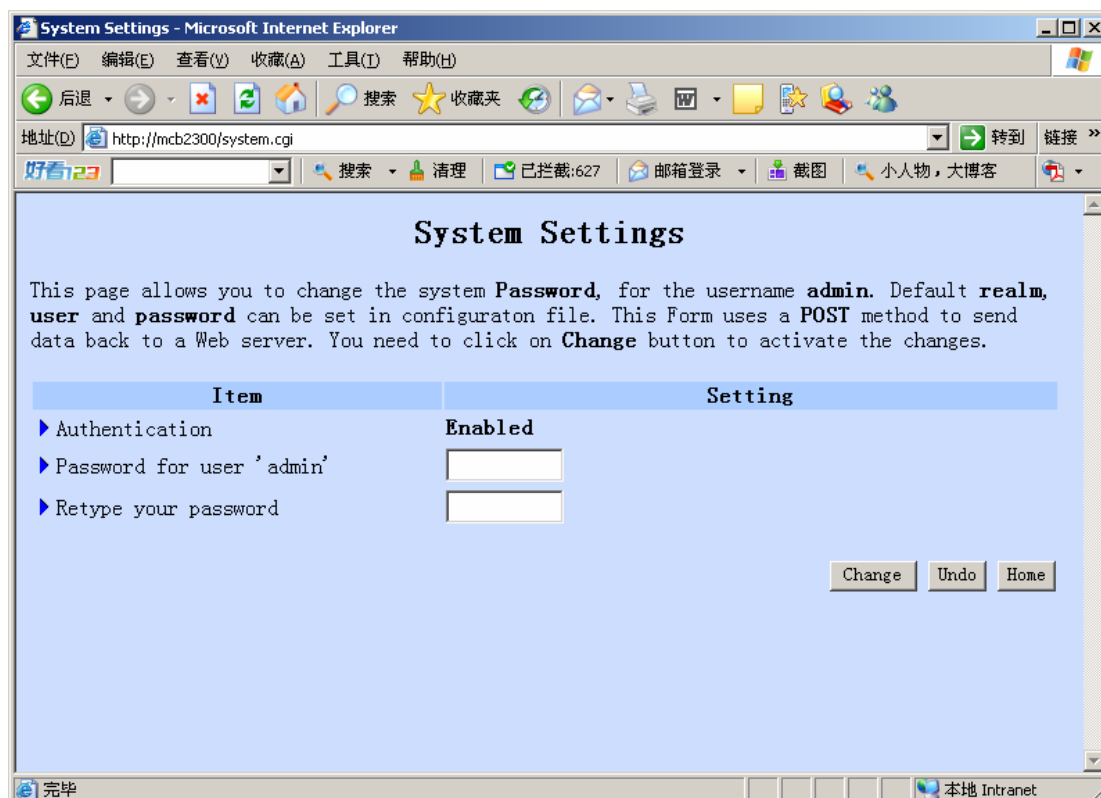 System Settings - Microsoft Internet Explorer
文件(F) 编辑(E) 查看(V) 收藏(A) 工具(T) 帮助(H)
后退 搜索 收藏夹
地址(D) http://mcb2300/system.cgi 转到 链接 »
好看123 搜索 清理 已拦截:627 邮箱登录 截图 小人物，大博客
System Settings
This page allows you to change the system Password, for the username admin. Default realm,
user and password can be set in configuraton file. This Form uses a POST method to send
data back to a Web server. You need to click on Change button to activate the changes.
Item Setting
Authentication Enabled
Password for user 'admin'
Retype your password
Change Undo Home
完毕 本地 Intranet